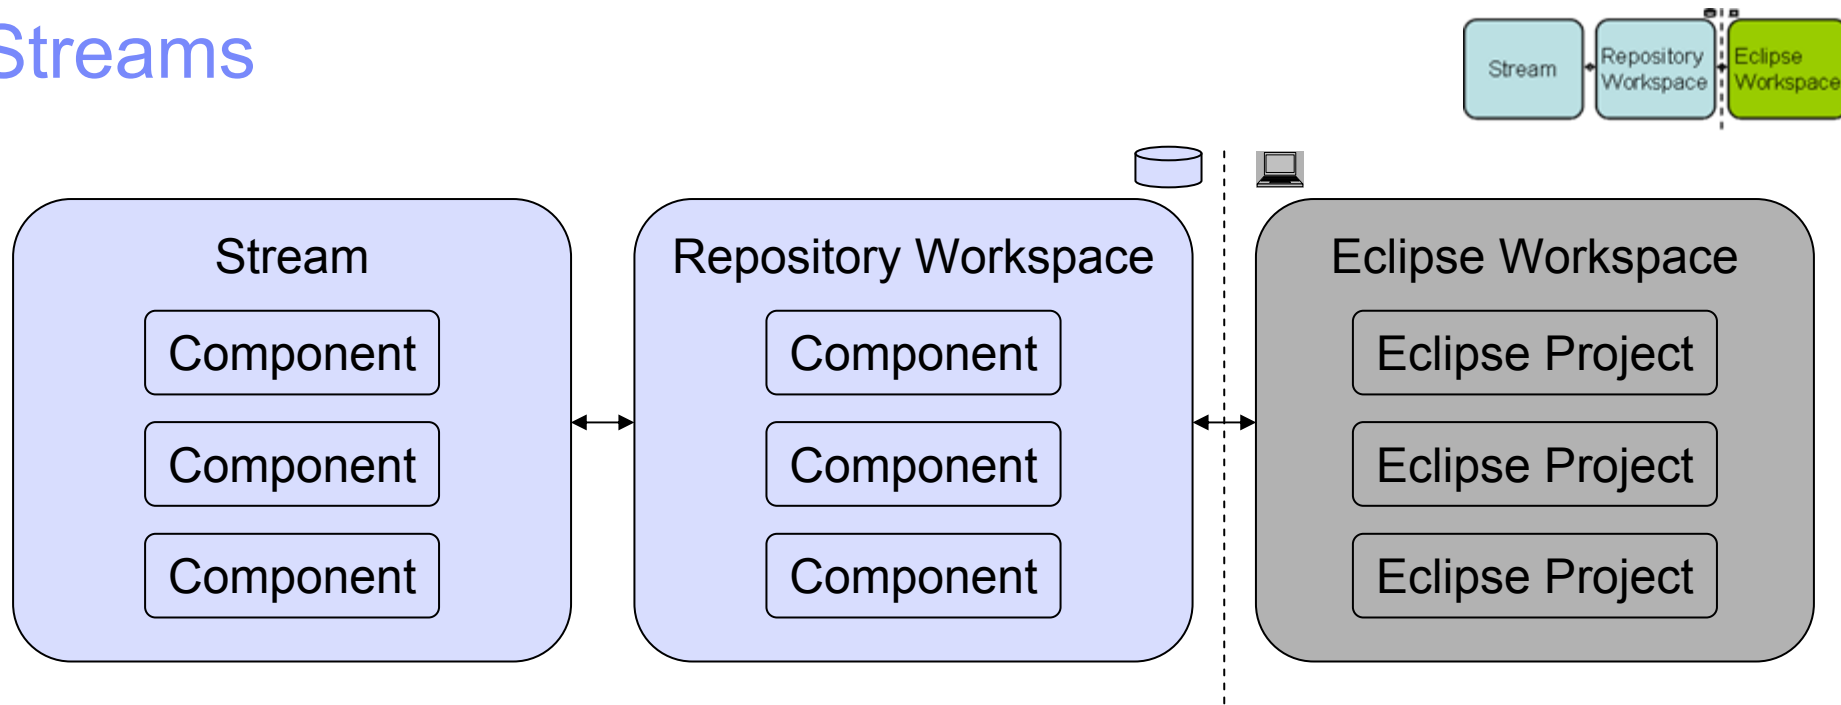 Streams
Stream
Repository
Workspace
Eclipse
Workspace
Stream
Component
Component
Component
Repository Workspace
Component
Component
Component
Eclipse Workspace
Eclipse Project
Eclipse Project
Eclipse Project